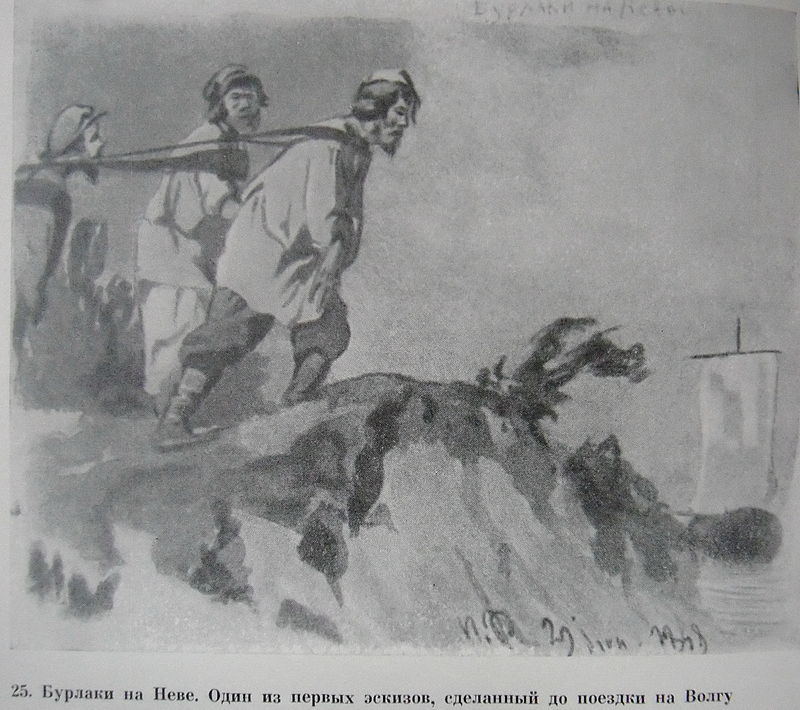 Бурлаки на Неве
25. Бурлаки на Неве. Один из первых эскизов, сделанный до поездки на Волгу